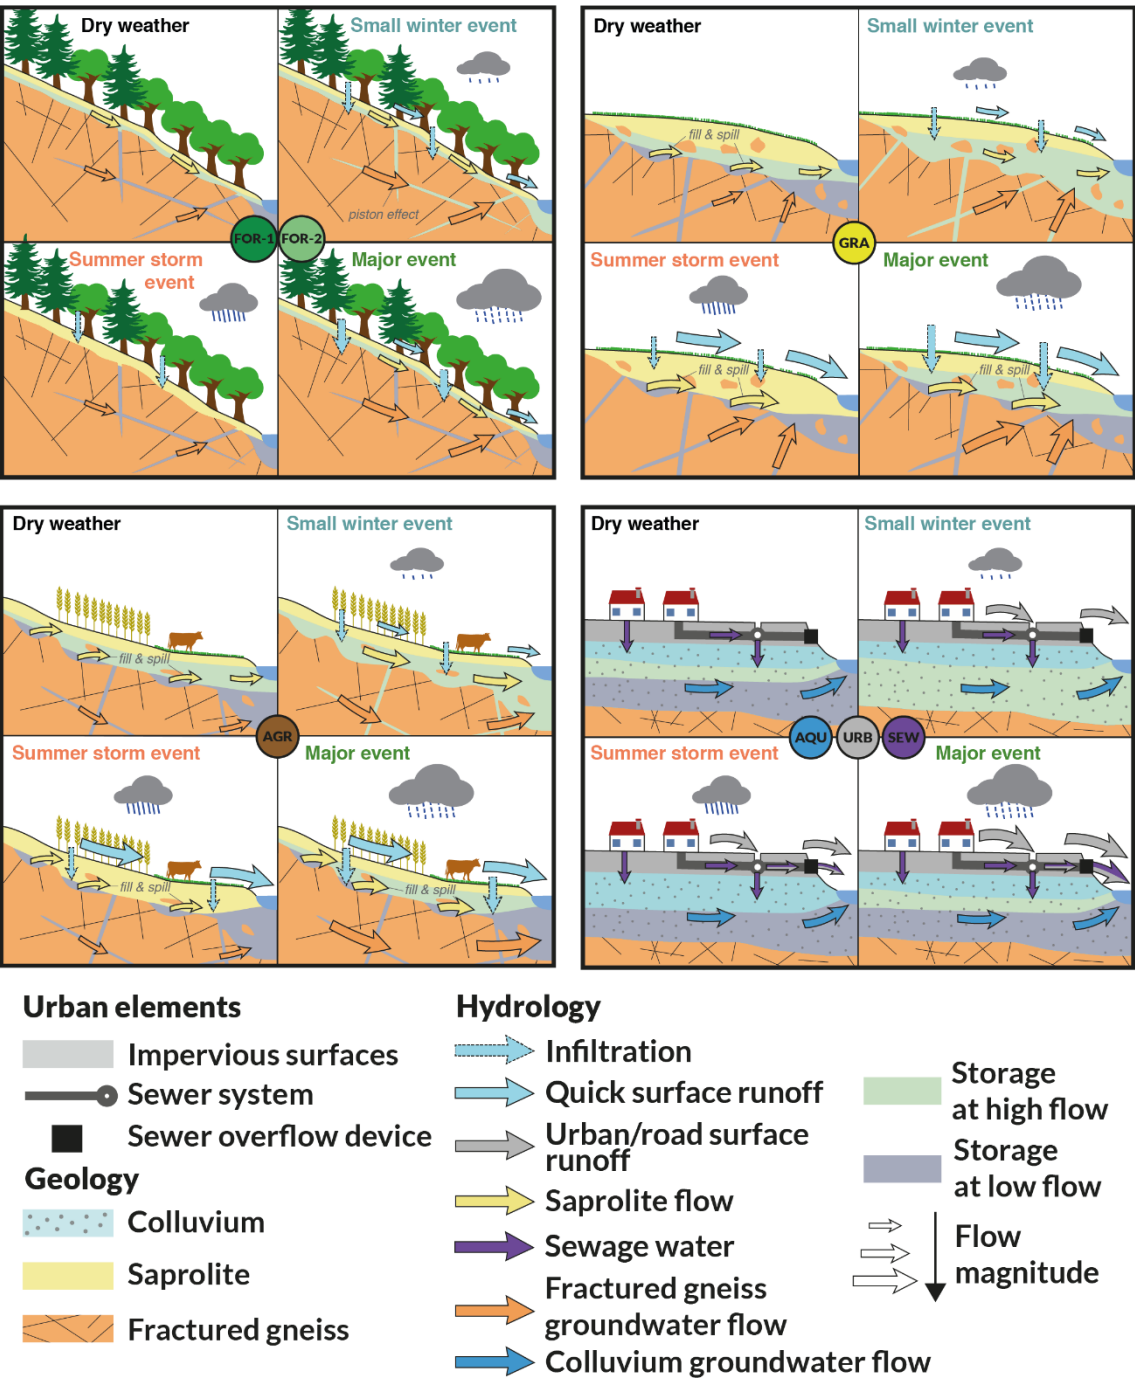 Dry weather
Small winter event
piston effect
FOR-1
FOR-2
Summer storm
event
Major event
Dry weather
Small winter event
fill & spill
GRA
Summer storm event
Major event
fill & spill
fill & spill
Dry weather
Small winter event
fill & spill
AGR
Summer storm event
Major event
fill & spill
fill & spill
Dry weather
Small winter event
AQU
URB
SEW
Summer storm event
Major event
Urban elements
Impervious surfaces
Sewer system
Sewer overflow device
Geology
Colluvium
Saprolite
Fractured gneiss
Hydrology
Infiltration
Quick surface runoff
Urban/road surface
runoff
Saprolite flow
Sewage water
Fractured gneiss
groundwater flow
Colluvium groundwater flow
Storage
at high flow
Storage
at low flow
Flow
magnitude